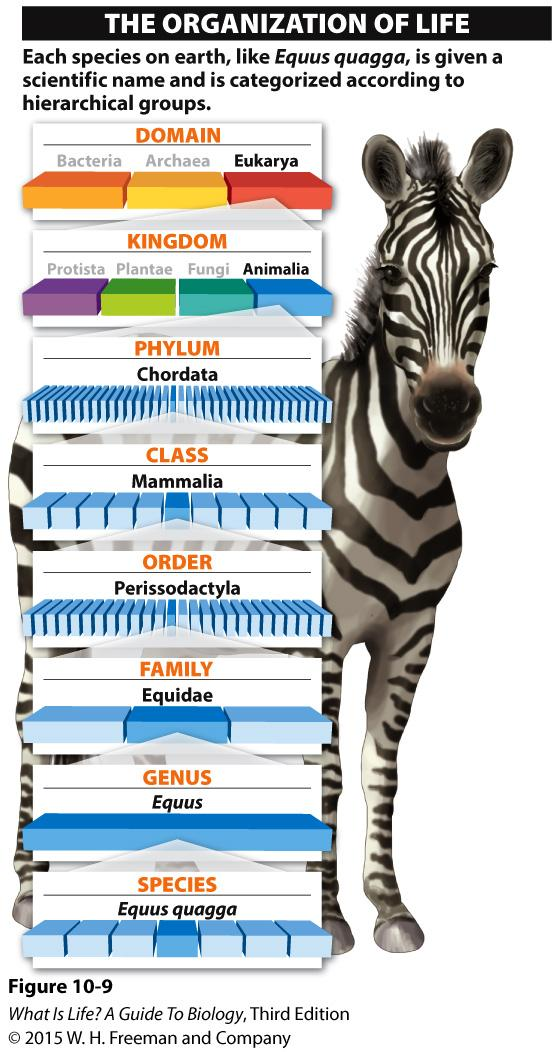 THE ORGANIZATION OF LIFE
Each species on earth, like Equus quagga, is given a
scientific name and is categorized according to
hierarchical groups.
DOMAIN
Bacteria Archaea Eukarya
KINGDOM
Protista Plantae Fungi Animalia
PHYLUM
Chordata
CLASS
Mammalia
ORDER
Perissodactyla
FAMILY
Equidae
GENUS
Equus
SPECIES
Equus quagga
Figure 10-9
What Is Life? A Guide To Biology, Third Edition
© 2015 W. H. Freeman and Company